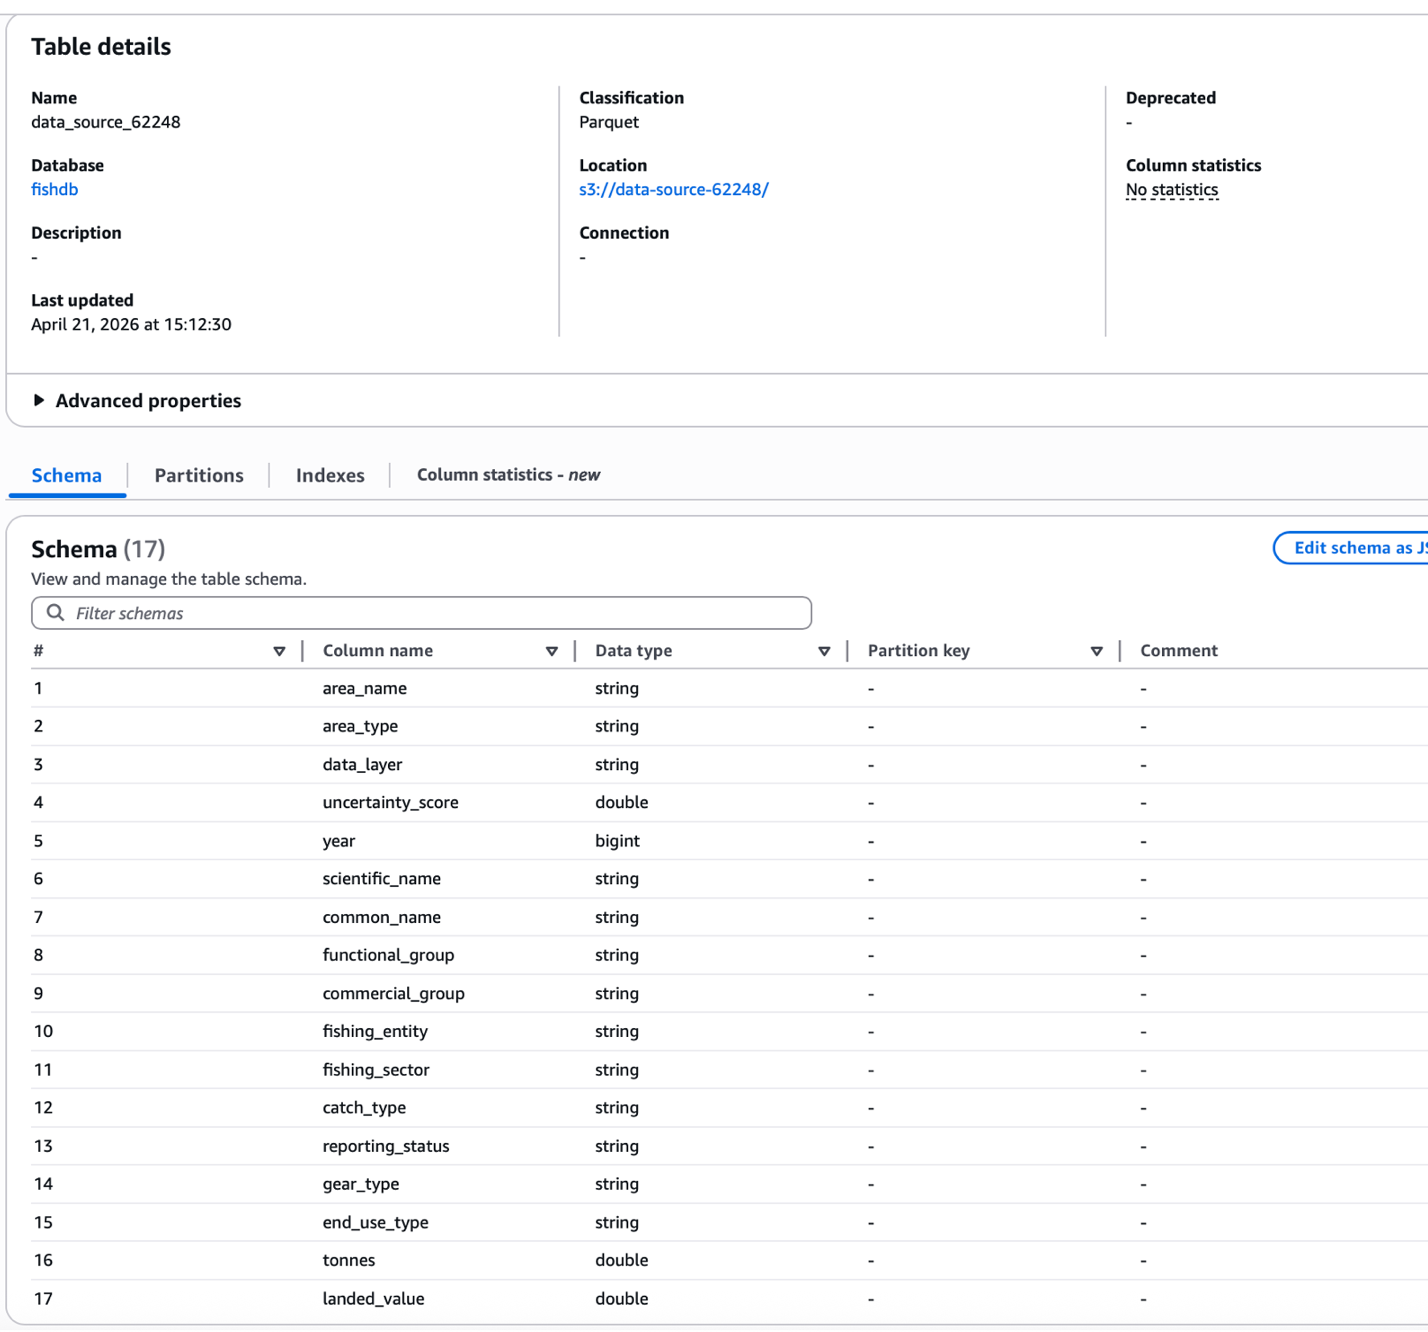 Table details
Name
data_source_62248
Database
fishdb
Description
-
Last updated
April 21, 2026 at 15:12:30
Classification
Parquet
Location
s3://data-source-62248/
Connection
-
Deprecated
-
Column statistics
No statistics
Advanced properties
Schema Partitions Indexes Column statistics - new
Schema (17)
Edit schema as JS
View and manage the table schema.
Filter schemas
# Column name Data type Partition key Comment
1 area_name string - -
2 area_type string - -
3 data_layer string - -
4 uncertainty_score double - -
5 year bigint - -
6 scientific_name string - -
7 common_name string - -
8 functional_group string - -
9 commercial_group string - -
10 fishing_entity string - -
11 fishing_sector string - -
12 catch_type string - -
13 reporting_status string - -
14 gear_type string - -
15 end_use_type string - -
16 tonnes double - -
17 landed_value double - -